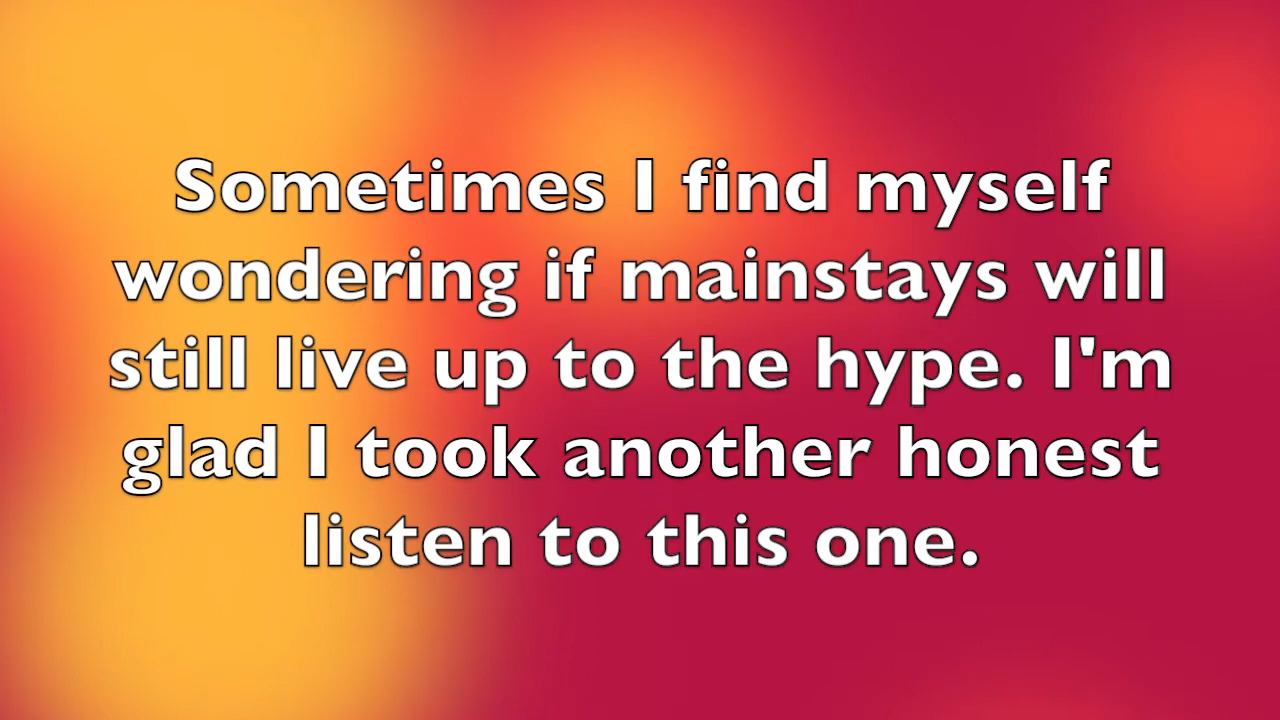 Sometimes I find myself
wondering if mainstays will
still live up to the hype. I'm
glad I took another honest
listen to this one.